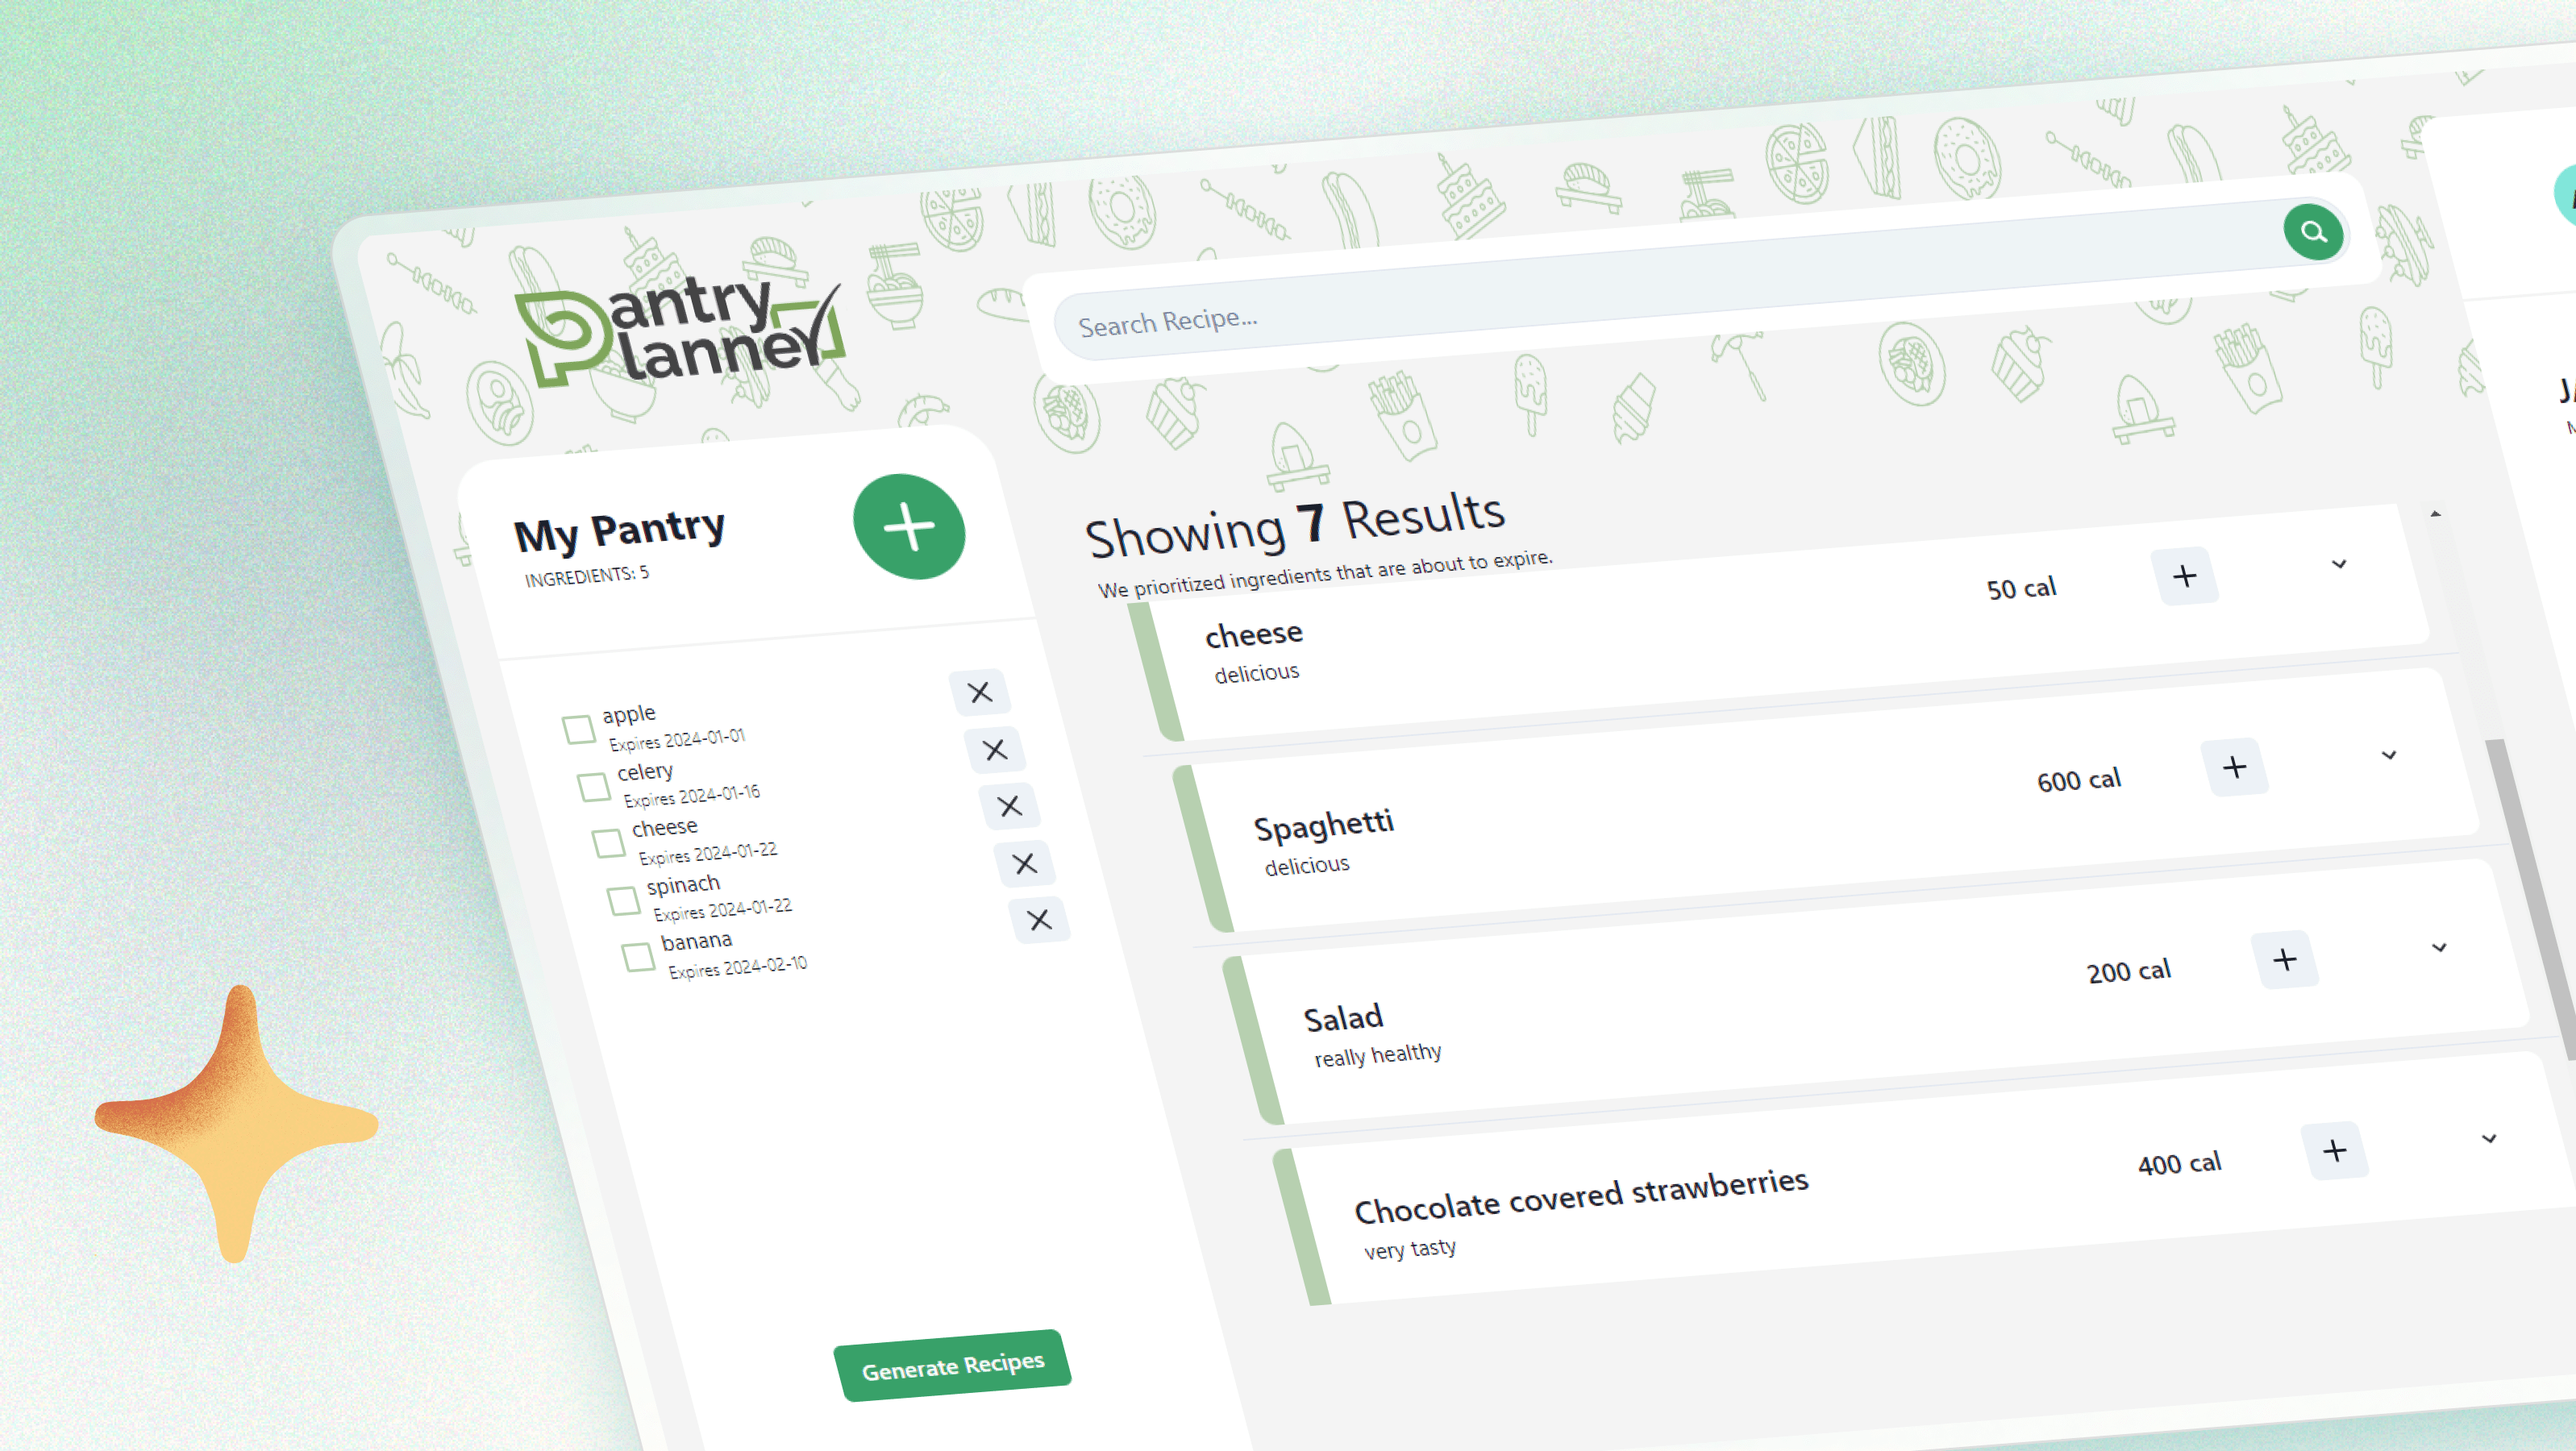 Pantry
Planner
Search Recipe...
My Pantry
INGREDIENTS: 5
apple
Expires 2024-01-01
celery
Expires 2024-01-16
cheese
Expires 2024-01-22
spinach
Expires 2024-01-22
banana
Expires 2024-02-10
Generate Recipes
Showing 7 Results
We prioritized ingredients that are about to expire.
cheese
delicious
50 cal
Spaghetti
delicious
600 cal
Salad
really healthy
200 cal
Chocolate covered strawberries
very tasty
400 cal